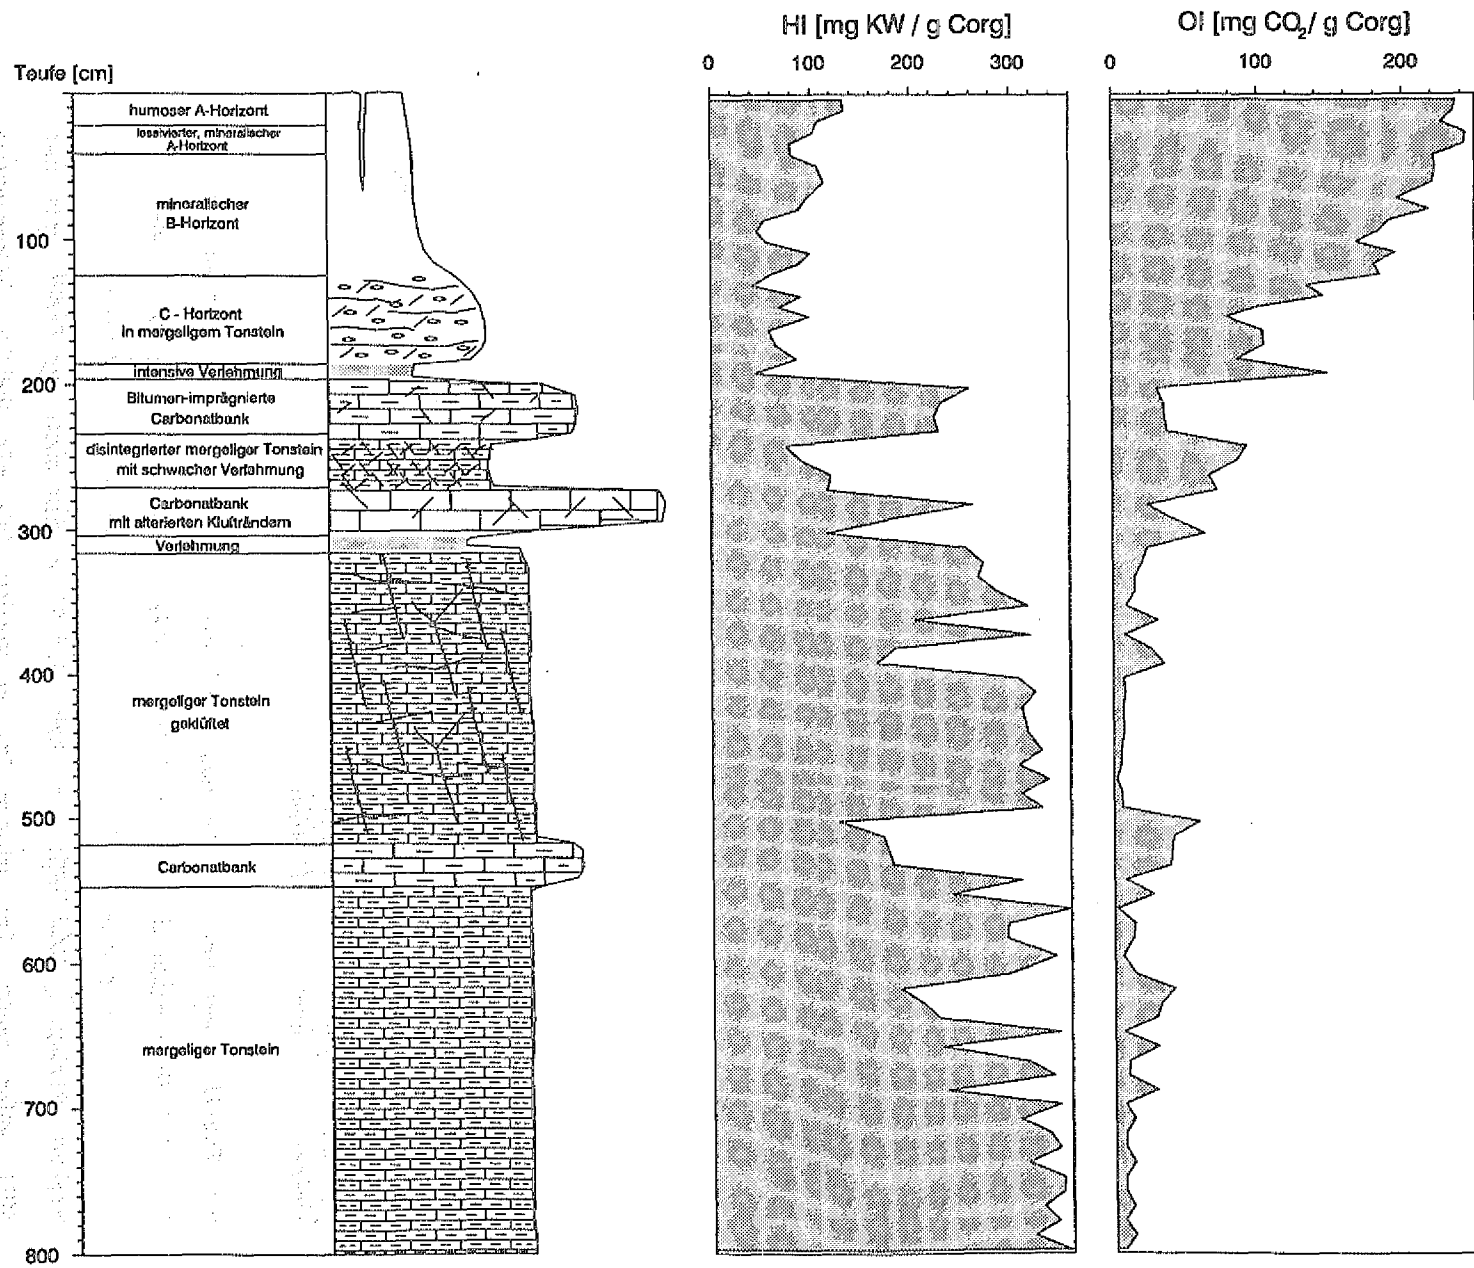 HI [mg KW / g Corg]
OI [mg CO₂/ g Corg]
0 100 200 300
0 100 200
Teufe [cm]
humoser A-Horizont
lessivierter, mineralischer
A-Horizont
mineralischer
B-Horizont
100
C - Horizont
in mergeligem Tonstein
intensive Verlehmung
200
Bitumen-imprägnierte
Carbonatbank
disintegrierter mergeliger Tonstein
mit schwacher Verlehmung
Carbonatbank
mit alterierten Klufträndern
300
Verlehmung
400
mergeliger Tonstein
geklüftet
500
Carbonatbank
600
mergeliger Tonstein
700
800